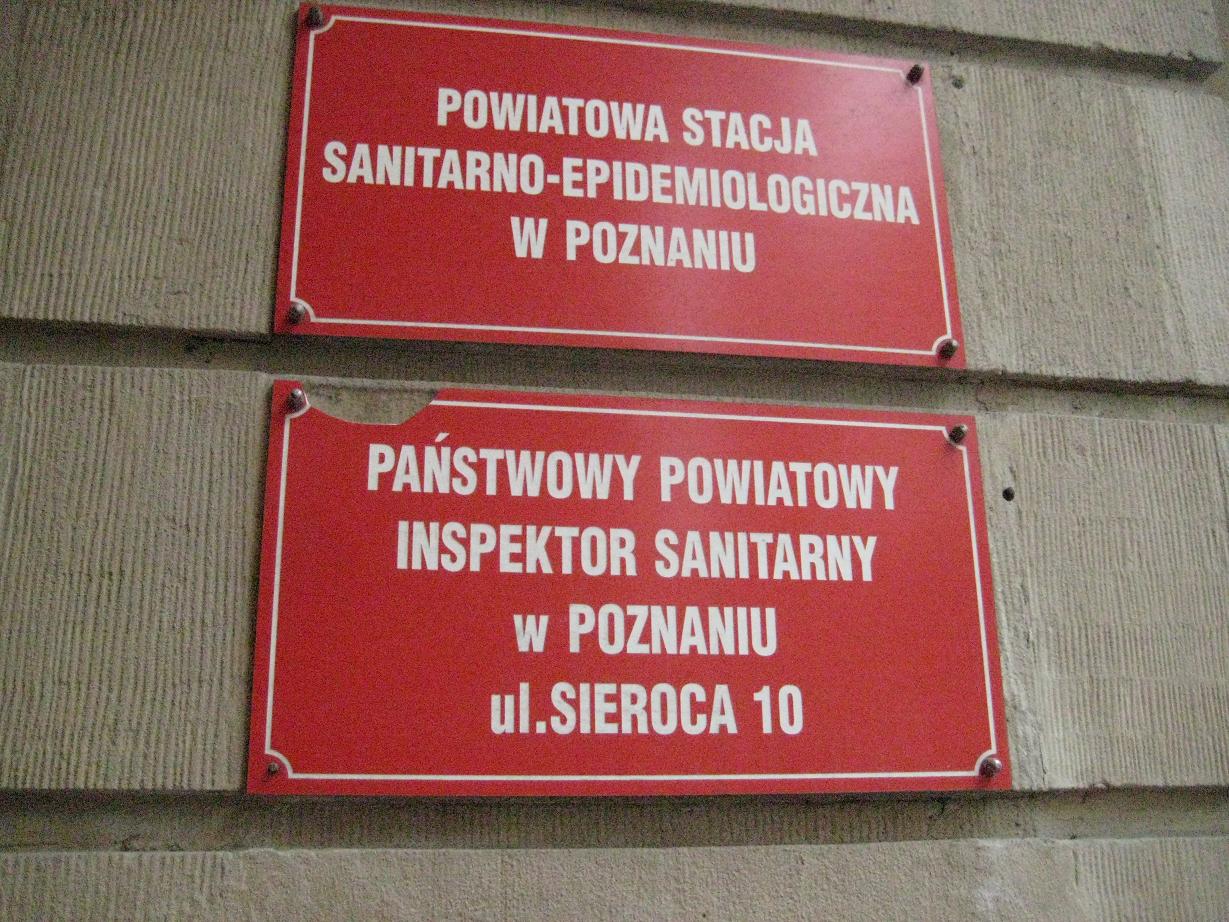 POWIATOWA STACJA
SANITARNO-EPIDEMIOLOGICZNA
W POZNANIU
PAŃSTWOWY POWIATOWY
INSPEKTOR SANITARNY
w POZNANIU
ul.SIEROCA 10